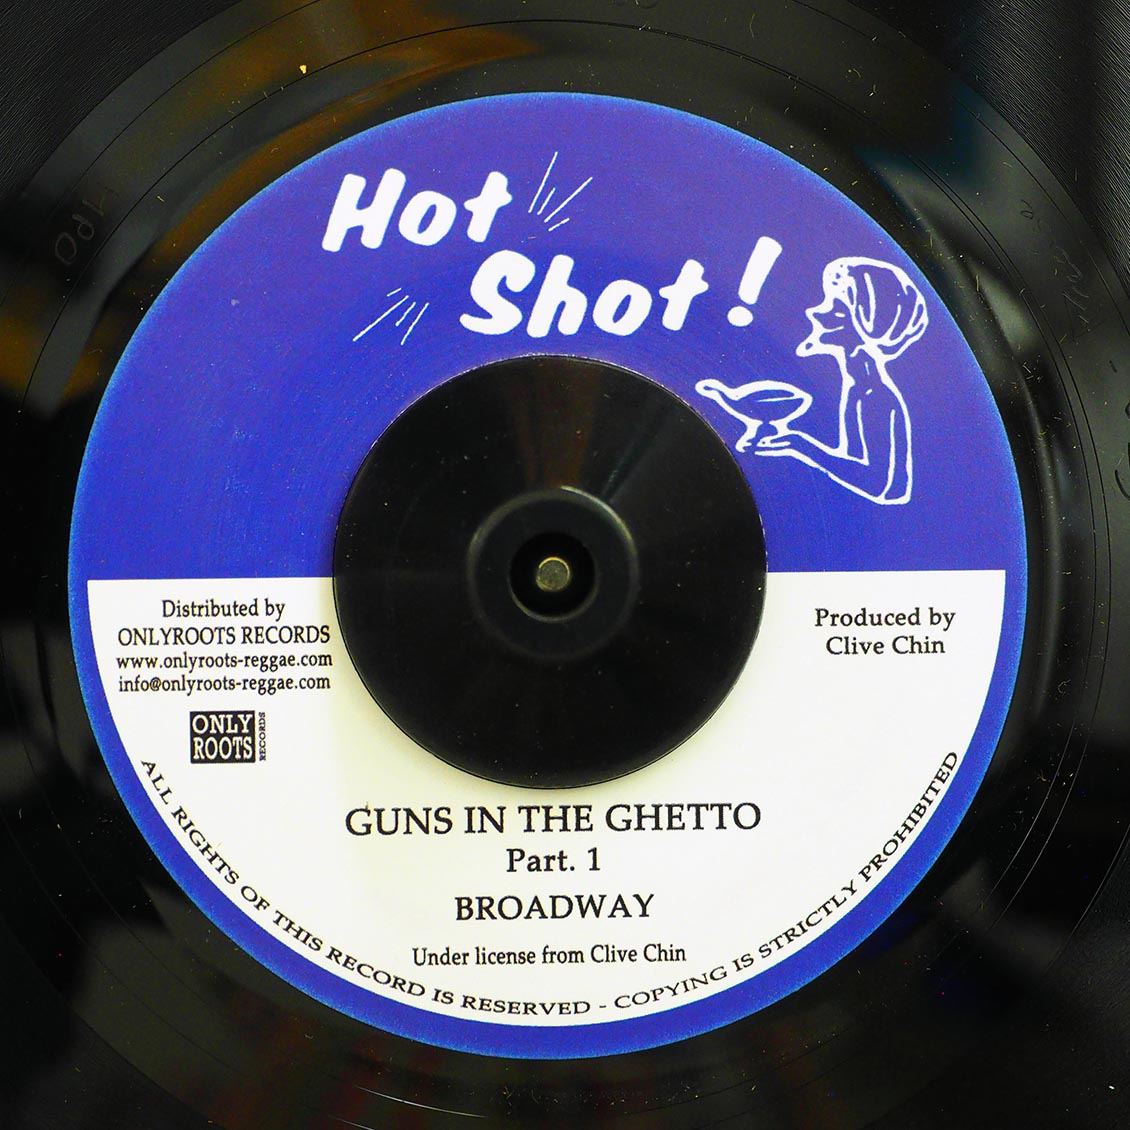 Hot
Shot!
Distributed by
ONLYROOTS RECORDS
www.onlyroots-reggae.com
info@onlyroots-reggae.com
ONLY
ROOTS
RECORDS
Produced by
Clive Chin
GUNS IN THE GHETTO
Part. 1
BROADWAY
Under license from Clive Chin
ALL RIGHTS OF THIS RECORD IS RESERVED - COPYING IS STRICTLY PROHIBITED